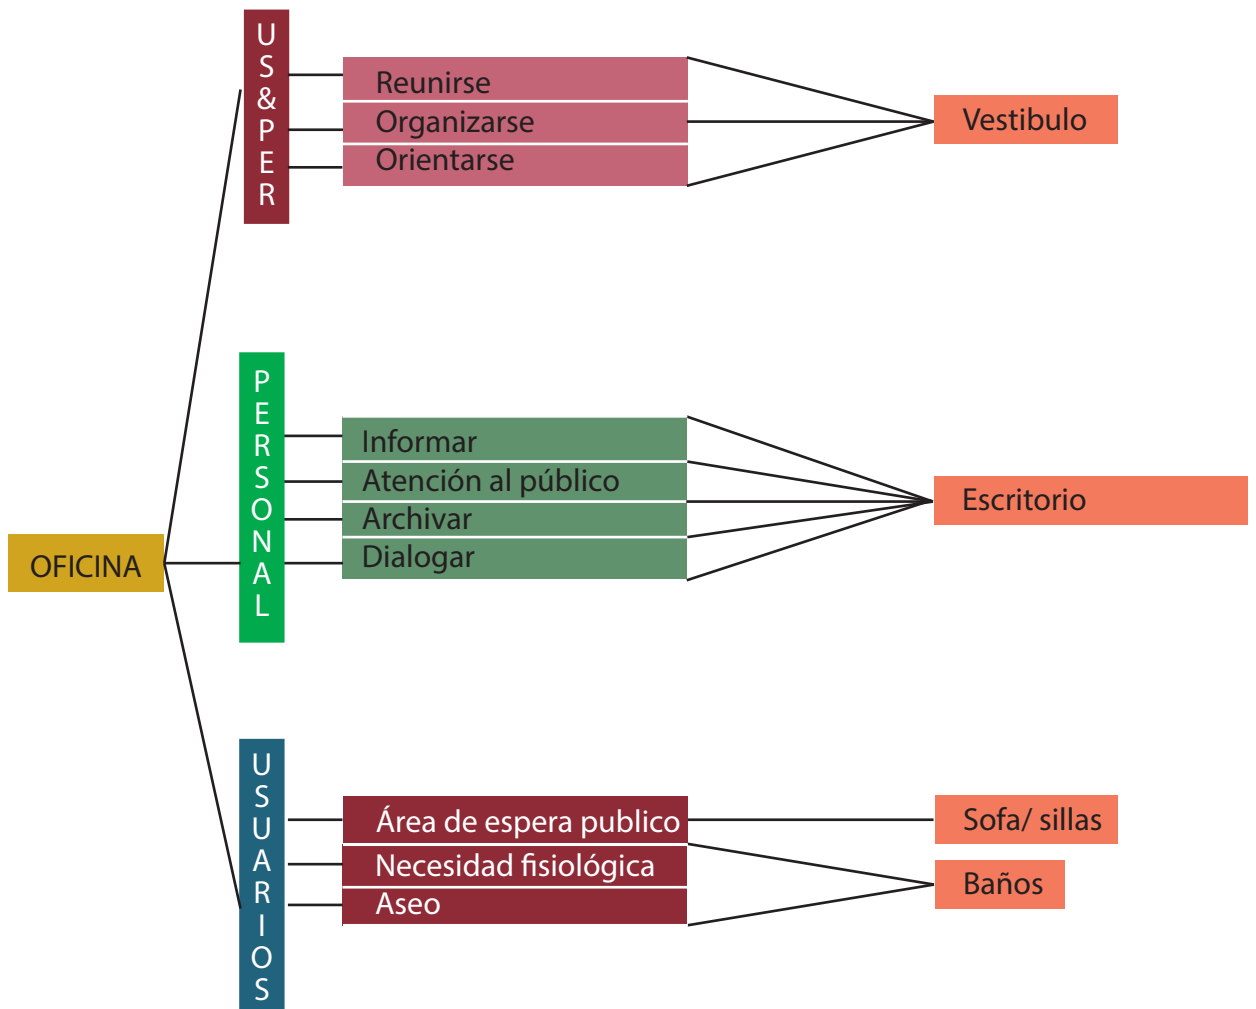 OFICINA
US&PER
Reunirse
Organizarse
Orientarse
Vestibulo
PERSONAL
Informar
Atención al público
Archivar
Dialogar
Escritorio
USUARIOS
Área de espera publico
Necesidad fisiológica
Aseo
Sofa/ sillas
Baños